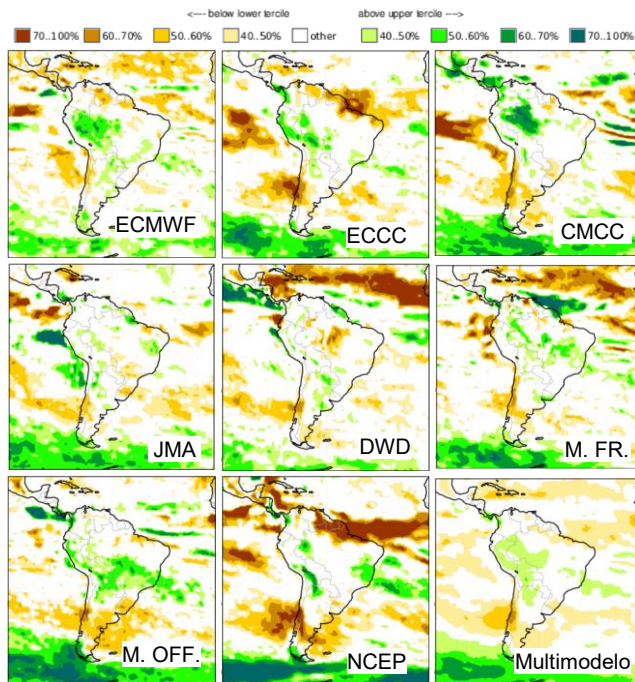 <---- below lower tercile above upper tercile ---->
70..100% 60..70% 50..60% 40..50% other 40..50% 50..60% 60..70% 70..100%
ECMWF ECCC CMCC
JMA DWD M. FR.
M. OFF. NCEP Multimodelo